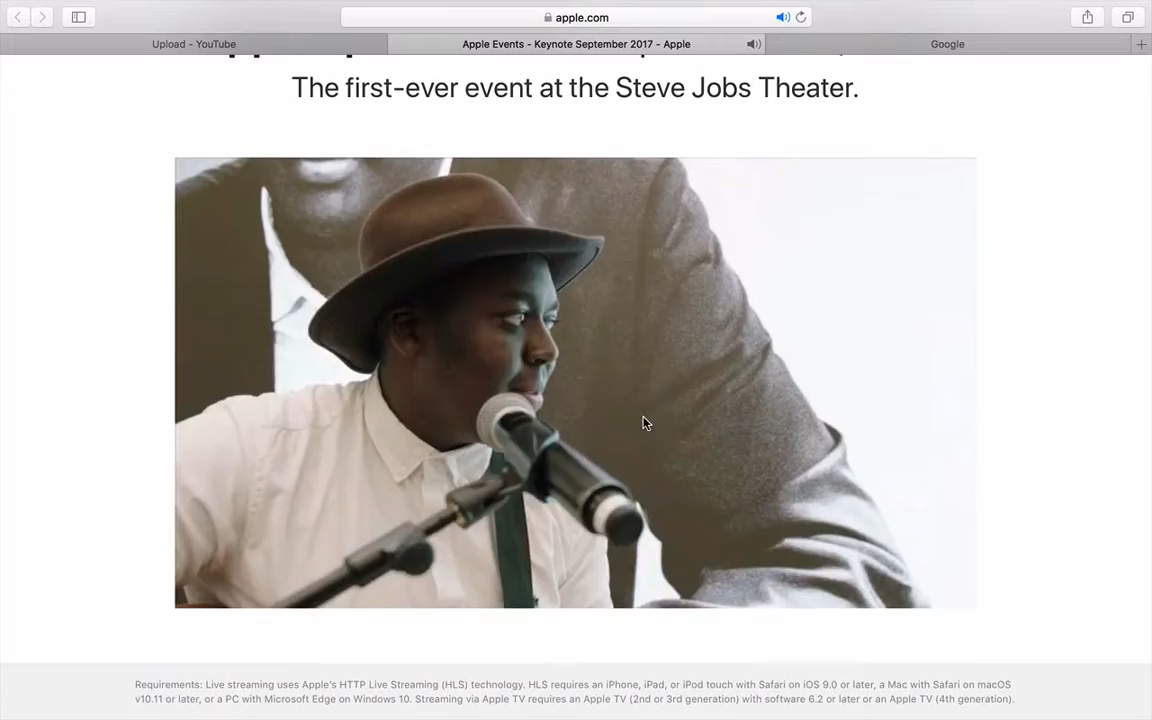 apple.com
Upload - YouTube
Apple Events - Keynote September 2017 - Apple
Google
The first-ever event at the Steve Jobs Theater.
Requirements: Live streaming uses Apple's HTTP Live Streaming (HLS) technology. HLS requires an iPhone, iPad, or iPod touch with Safari on iOS 9.0 or later, a Mac with Safari on macOS
v10.11 or later, or a PC with Microsoft Edge on Windows 10. Streaming via Apple TV requires an Apple TV (2nd or 3rd generation) with software 6.2 or later or an Apple TV (4th generation).